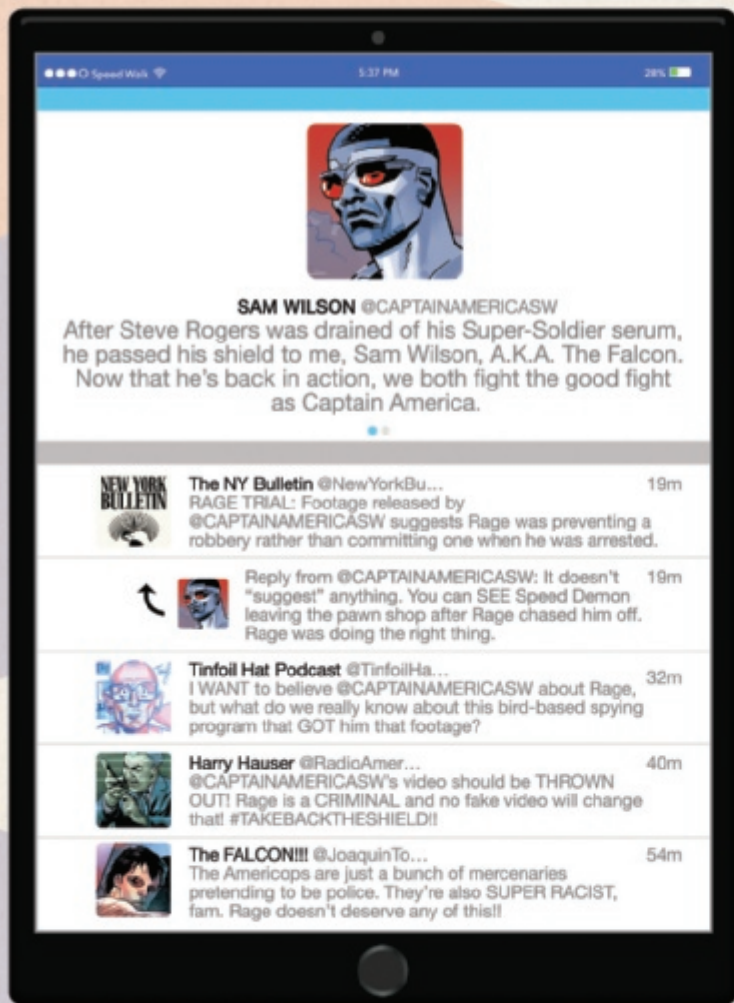 Speed Walk 5:37 PM 28%
SAM WILSON @CAPTAINAMERICASW
After Steve Rogers was drained of his Super-Soldier serum,
he passed his shield to me, Sam Wilson, A.K.A. The Falcon.
Now that he's back in action, we both fight the good fight
as Captain America.
NEW YORK
BULLETIN
The NY Bulletin @NewYorkBu... 19m
RAGE TRIAL: Footage released by
@CAPTAINAMERICASW suggests Rage was preventing a
robbery rather than committing one when he was arrested.
Reply from @CAPTAINAMERICASW: It doesn't 19m
"suggest" anything. You can SEE Speed Demon
leaving the pawn shop after Rage chased him off.
Rage was doing the right thing.
Tinfoil Hat Podcast @TinfoilHa... 32m
I WANT to believe @CAPTAINAMERICASW about Rage,
but what do we really know about this bird-based spying
program that GOT him that footage?
Harry Hauser @RadioAmer... 40m
@CAPTAINAMERICASW's video should be THROWN
OUT! Rage is a CRIMINAL and no fake video will change
that! #TAKEBACKTHESHIELD!!
The FALCON!!! @JoaquinTo... 54m
The Americops are just a bunch of mercenaries
pretending to be police. They're also SUPER RACIST,
fam. Rage doesn't deserve any of this!!